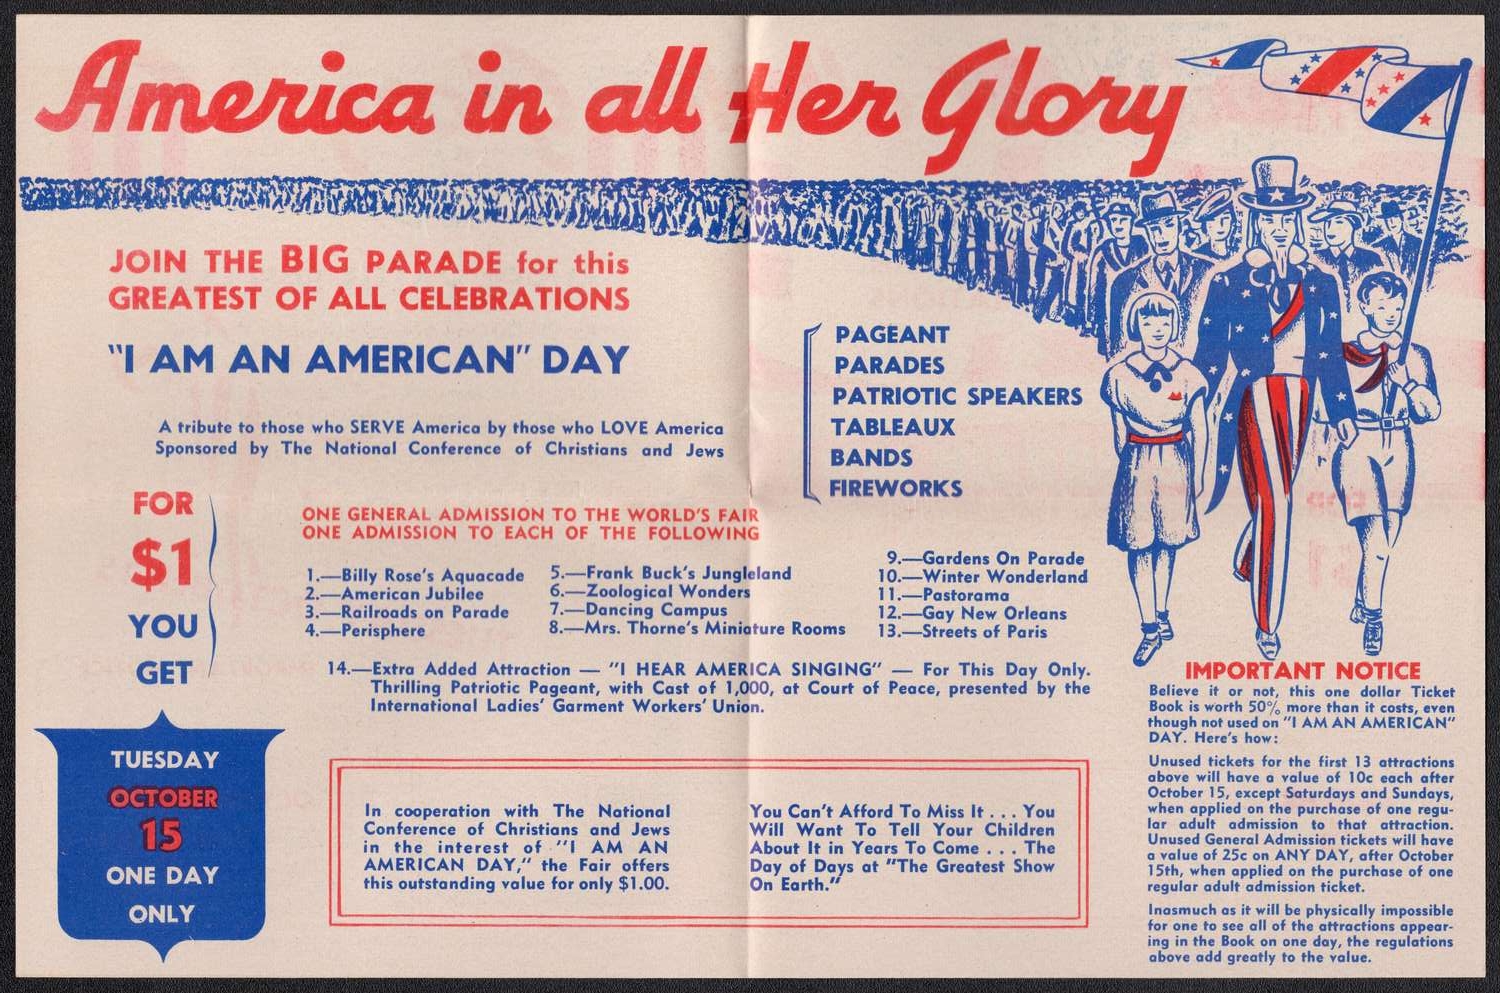 America in all Her Glory
JOIN THE BIG PARADE for this
GREATEST OF ALL CELEBRATIONS
"I AM AN AMERICAN" DAY
A tribute to those who SERVE America by those who LOVE America
Sponsored by The National Conference of Christians and Jews
PAGEANT
PARADES
PATRIOTIC SPEAKERS
TABLEAUX
BANDS
FIREWORKS
FOR
$1
YOU
GET
ONE GENERAL ADMISSION TO THE WORLD'S FAIR
ONE ADMISSION TO EACH OF THE FOLLOWING
1.—Billy Rose's Aquacade
2.—American Jubilee
3.—Railroads on Parade
4.—Perisphere
5.—Frank Buck's Jungleland
6.—Zoological Wonders
7.—Dancing Campus
8.—Mrs. Thorne's Miniature Rooms
9.—Gardens On Parade
10.—Winter Wonderland
11.—Pastorama
12.—Gay New Orleans
13.—Streets of Paris
14.—Extra Added Attraction — "I HEAR AMERICA SINGING" — For This Day Only.
Thrilling Patriotic Pageant, with Cast of 1,000, at Court of Peace, presented by the
International Ladies' Garment Workers' Union.
TUESDAY
OCTOBER
15
ONE DAY
ONLY
In cooperation with The National
Conference of Christians and Jews
in the interest of "I AM AN
AMERICAN DAY," the Fair offers
this outstanding value for only $1.00.
You Can't Afford To Miss It . . . You
Will Want To Tell Your Children
About It in Years To Come . . . The
Day of Days at "The Greatest Show
On Earth."
IMPORTANT NOTICE
Believe it or not, this one dollar Ticket
Book is worth 50% more than it costs, even
though not used on "I AM AN AMERICAN"
DAY. Here's how:
Unused tickets for the first 13 attractions
above will have a value of 10c each after
October 15, except Saturdays and Sundays,
when applied on the purchase of one regu-
lar adult admission to that attraction.
Unused General Admission tickets will have
a value of 25c on ANY DAY, after October
15th, when applied on the purchase of one
regular adult admission ticket.
Inasmuch as it will be physically impossible
for one to see all of the attractions appear-
ing in the Book on one day, the regulations
above add greatly to the value.